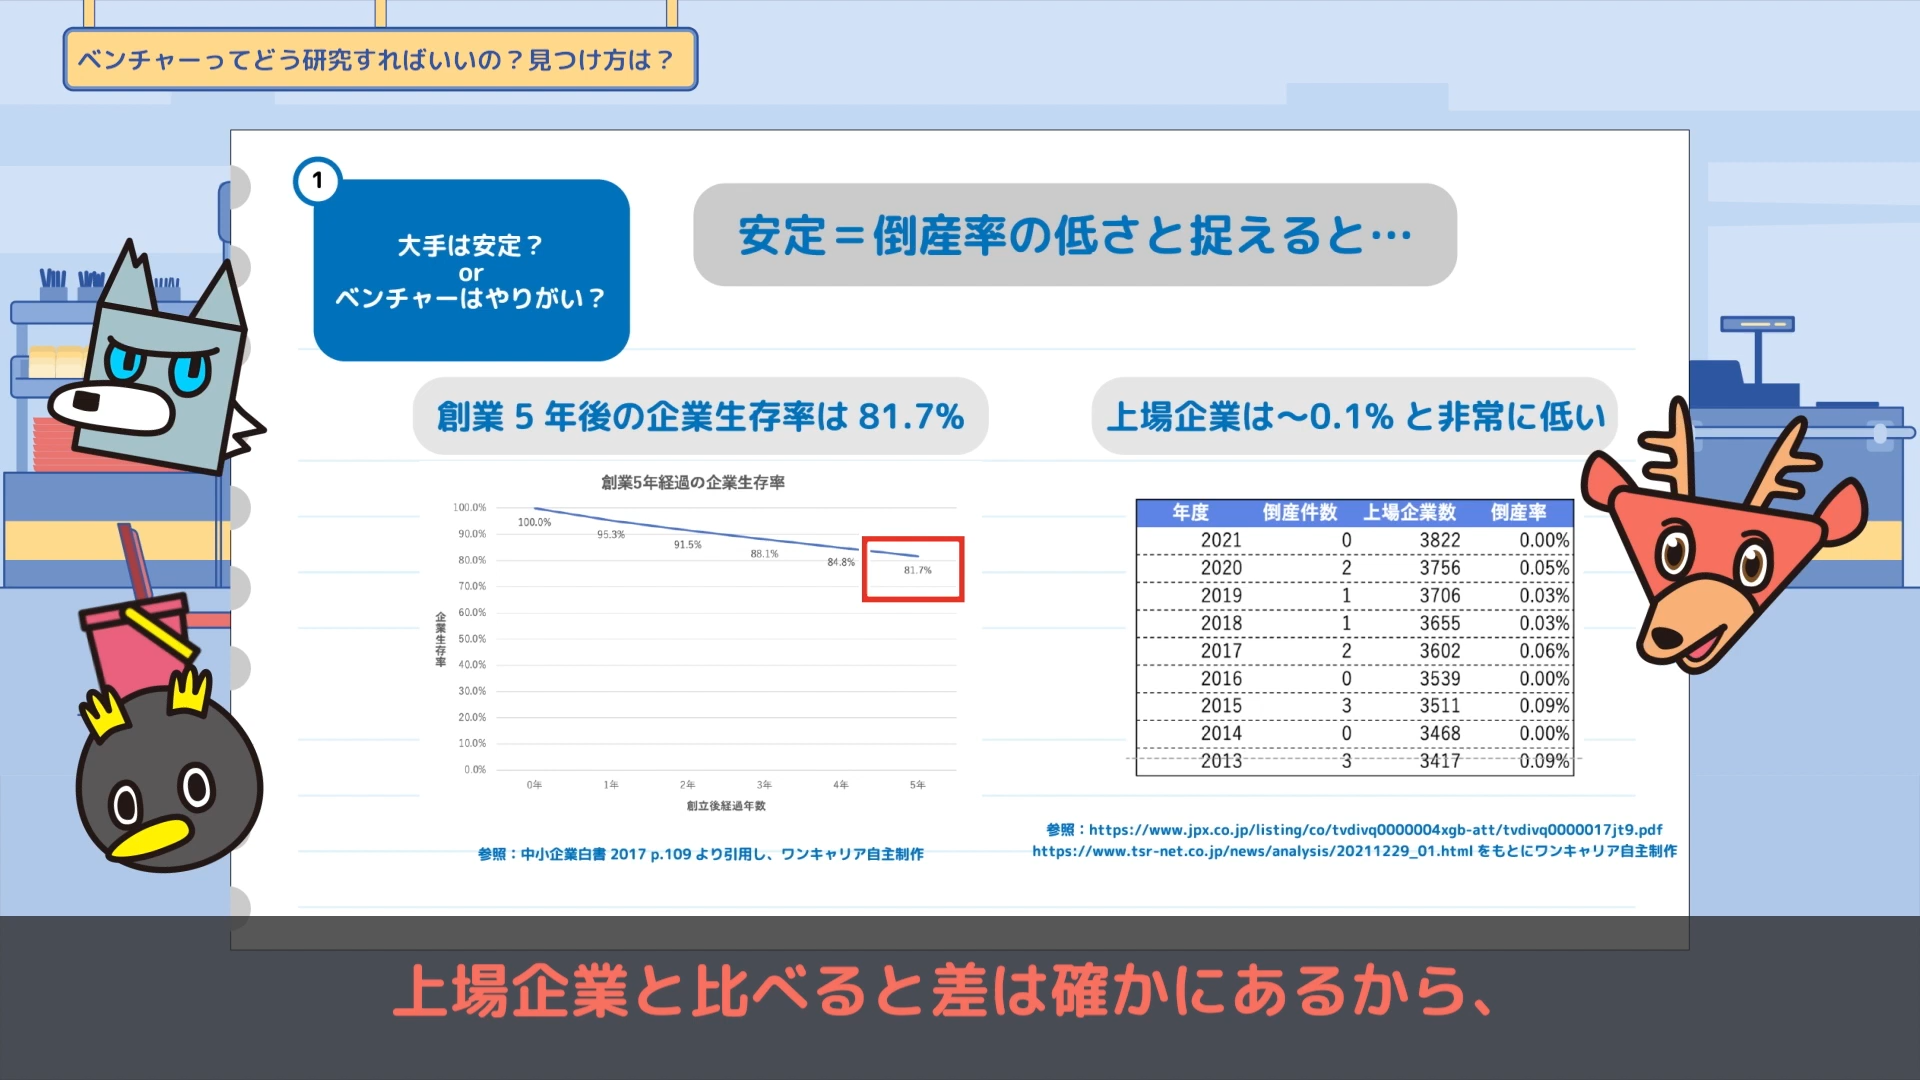 ベンチャーってどう研究すればいいの？見つけ方は？
1
大手は安定？
or
ベンチャーはやりがい？
安定＝倒産率の低さと捉えると…
創業 5 年後の企業生存率は 81.7%
上場企業は〜0.1% と非常に低い
創業5年経過の企業生存率
100.0%
90.0%
80.0%
70.0%
60.0%
50.0%
40.0%
30.0%
20.0%
10.0%
0.0%
企業生存率
100.0%
95.3%
91.5%
88.1%
84.8%
81.7%
0年 1年 2年 3年 4年 5年
創立後経過年数
参照：中小企業白書 2017 p.109 より引用し、ワンキャリア自主制作
年度 倒産件数 上場企業数 倒産率
2021 0 3822 0.00%
2020 2 3756 0.05%
2019 1 3706 0.03%
2018 1 3655 0.03%
2017 2 3602 0.06%
2016 0 3539 0.00%
2015 3 3511 0.09%
2014 0 3468 0.00%
2013 3 3417 0.09%
参照：https://www.jpx.co.jp/listing/co/tvdivq0000004xgb-att/tvdivq0000017jt9.pdf
https://www.tsr-net.co.jp/news/analysis/20211229_01.html をもとにワンキャリア自主制作
上場企業と比べると差は確かにあるから、